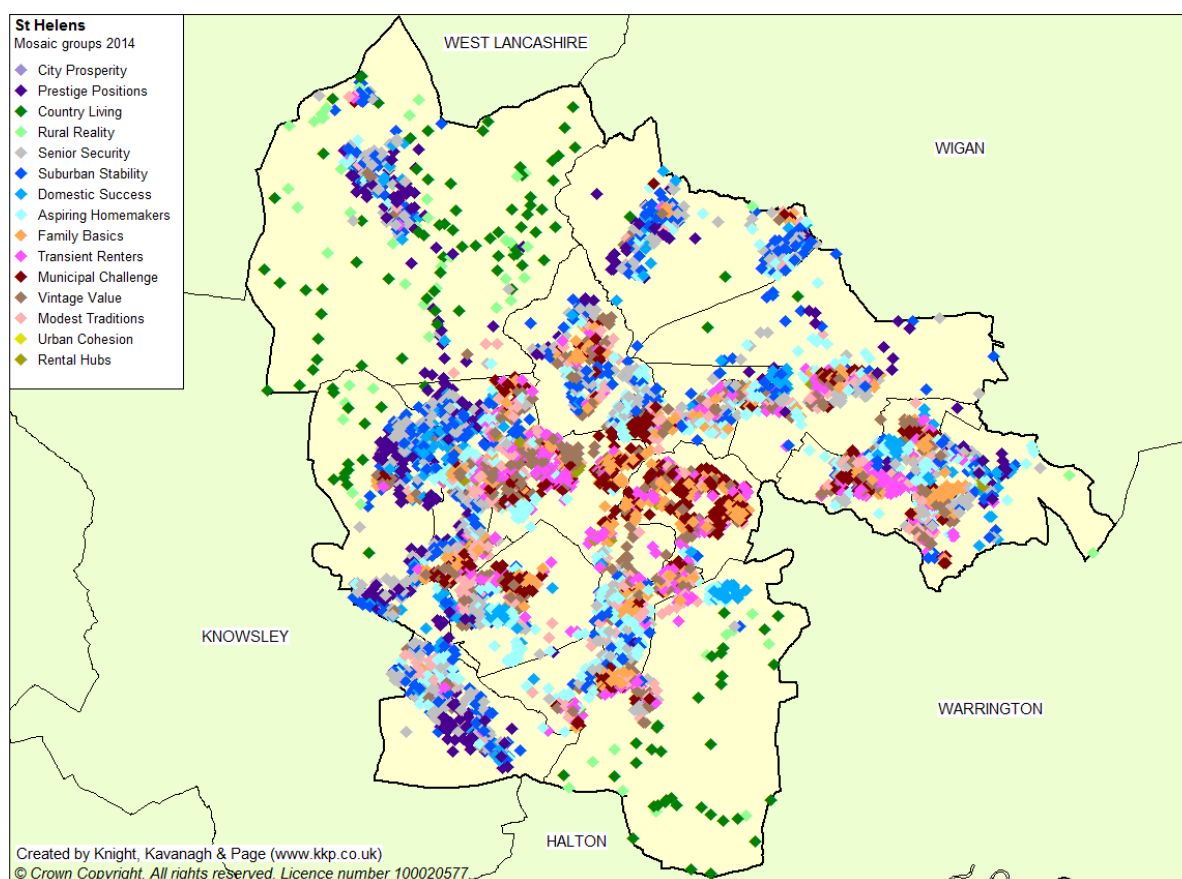 St Helens
Mosaic groups 2014
City Prosperity
Prestige Positions
Country Living
Rural Reality
Senior Security
Suburban Stability
Domestic Success
Aspiring Homemakers
Family Basics
Transient Renters
Municipal Challenge
Vintage Value
Modest Traditions
Urban Cohesion
Rental Hubs
WEST LANCASHIRE
WIGAN
KNOWSLEY
WARRINGTON
HALTON
Created by Knight, Kavanagh & Page (www.kkp.co.uk)
© Crown Copyright. All rights reserved. Licence number 100020577.